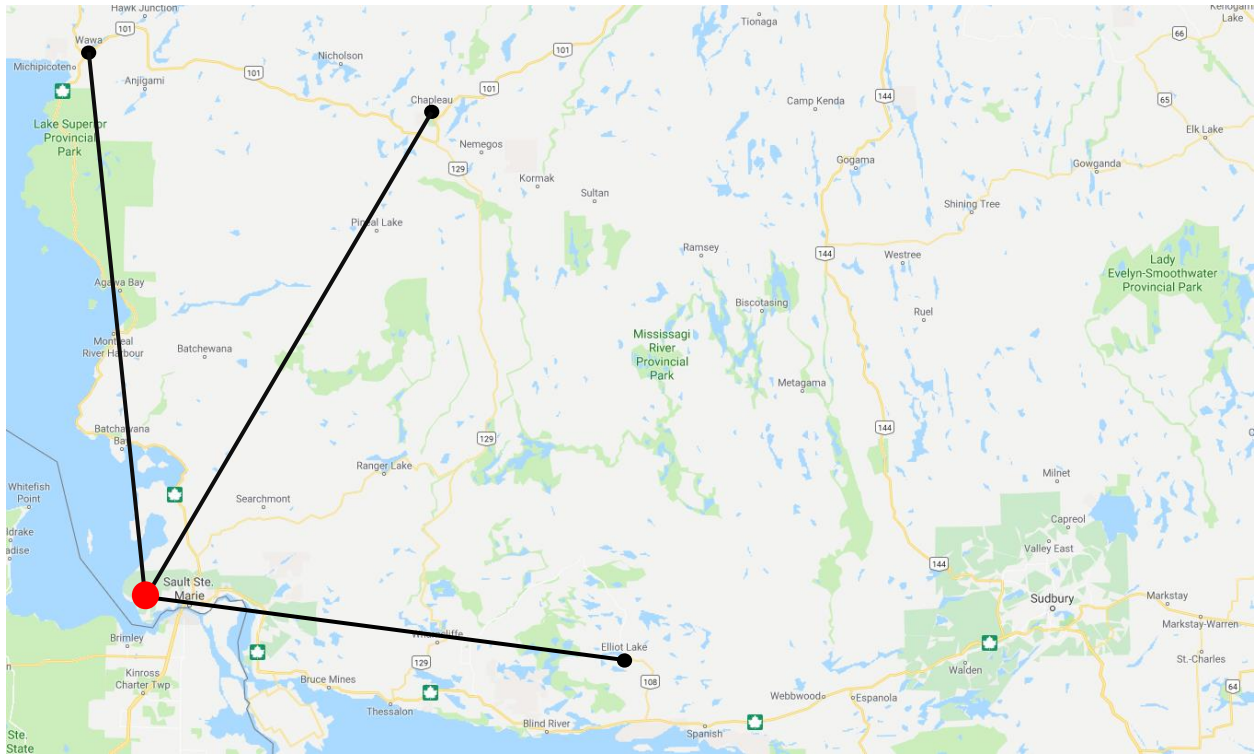 Hawk Junction
Tionaga
Kenogami
Lake
101
66
Wawa
101
Nicholson
101
Michipicoten
101
Anjigami
101
144
65
Chapleau
Camp Kenda
Lake Superior
Provincial
Park
Elk Lake
Nemegos
129
Gogama
Gowganda
Kormak
Sultan
Shining Tree
Ramsey
144
Westree
Lady
Evelyn-Smoothwater
Provincial Park
Agawa Bay
Biscotasing
Ruel
Montreal
River Harbour
Mississagi
River
Provincial
Park
Batchewana
Metagama
Bay
144
129
Ranger Lake
Milnet
Whitefish
Point
Searchmont
Capreol
Valley East
144
Sault Ste.
Marie
Sudbury
Markstay
Markstay-Warren
Brimley
Elliot Lake
St.-Charles
129
Walden
Kinross
Charter Twp
Bruce Mines
108
64
Webbwood
Espanola
Thessalon
Blind River
Spanish
Ste.
State